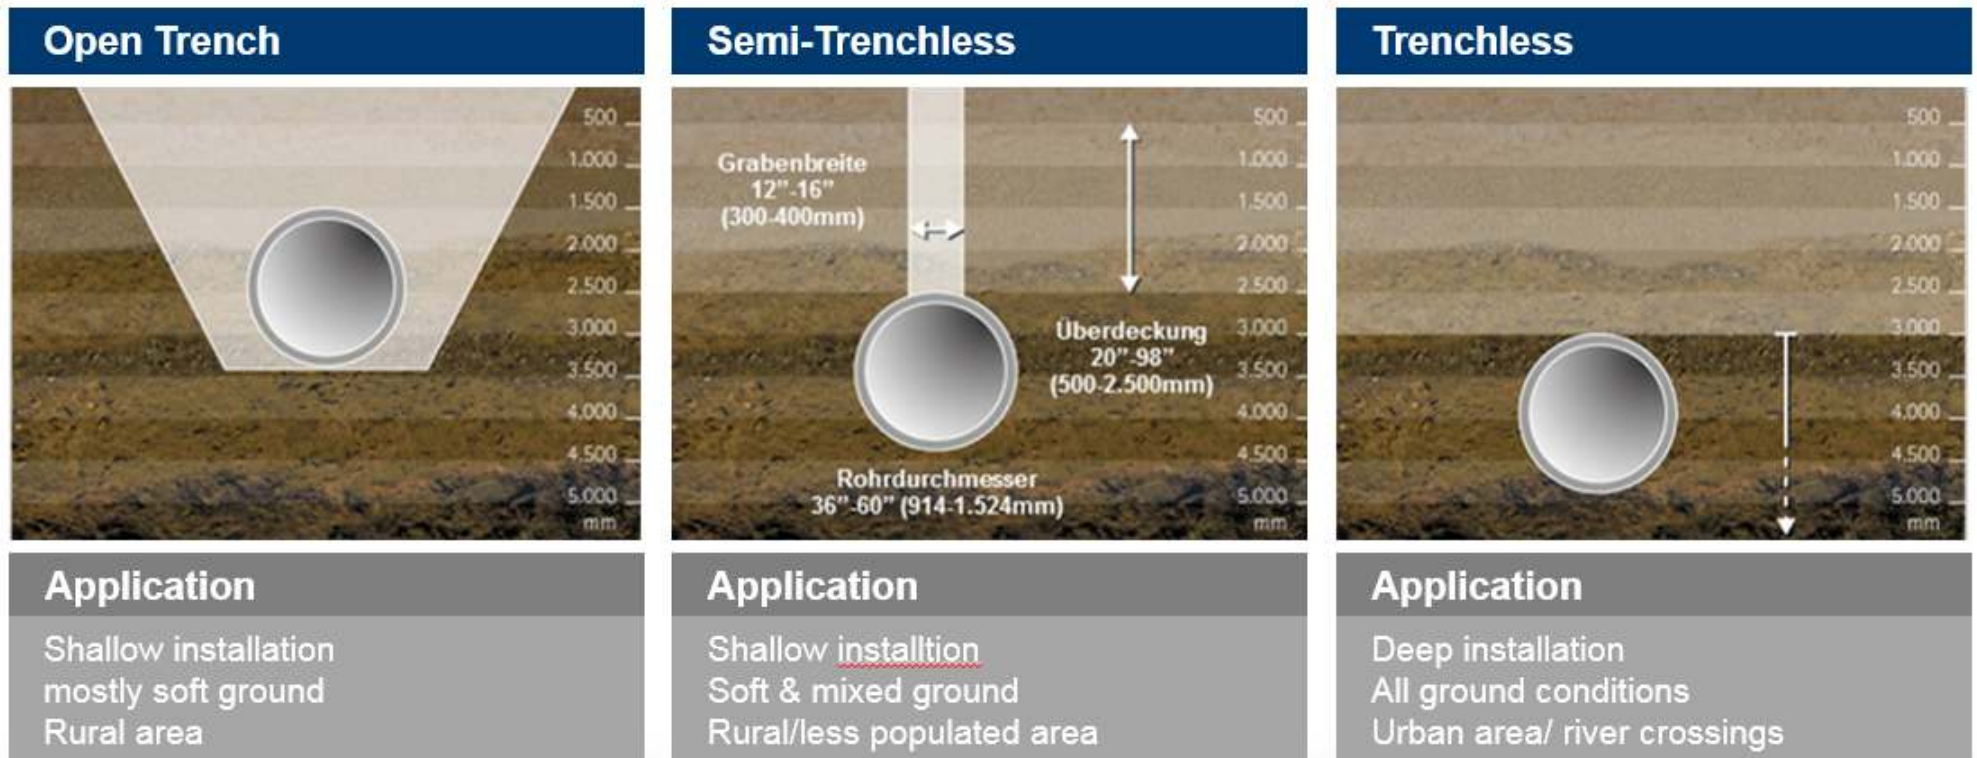 Open Trench
500
1.000
1.500
2.000
2.500
3.000
3.500
4.000
4.500
5.000
mm
Application
Shallow installation
mostly soft ground
Rural area
Semi-Trenchless
Grabenbreite
12”-16”
(300-400mm)
Überdeckung
20”-98”
(500-2.500mm)
Rohrdurchmesser
36”-60” (914-1.524mm)
500
1.000
1.500
2.000
2.500
3.000
3.500
4.000
4.500
5.000
mm
Application
Shallow installtion
Soft & mixed ground
Rural/less populated area
Trenchless
500
1.000
1.500
2.000
2.500
3.000
3.500
4.000
4.500
5.000
mm
Application
Deep installation
All ground conditions
Urban area/ river crossings